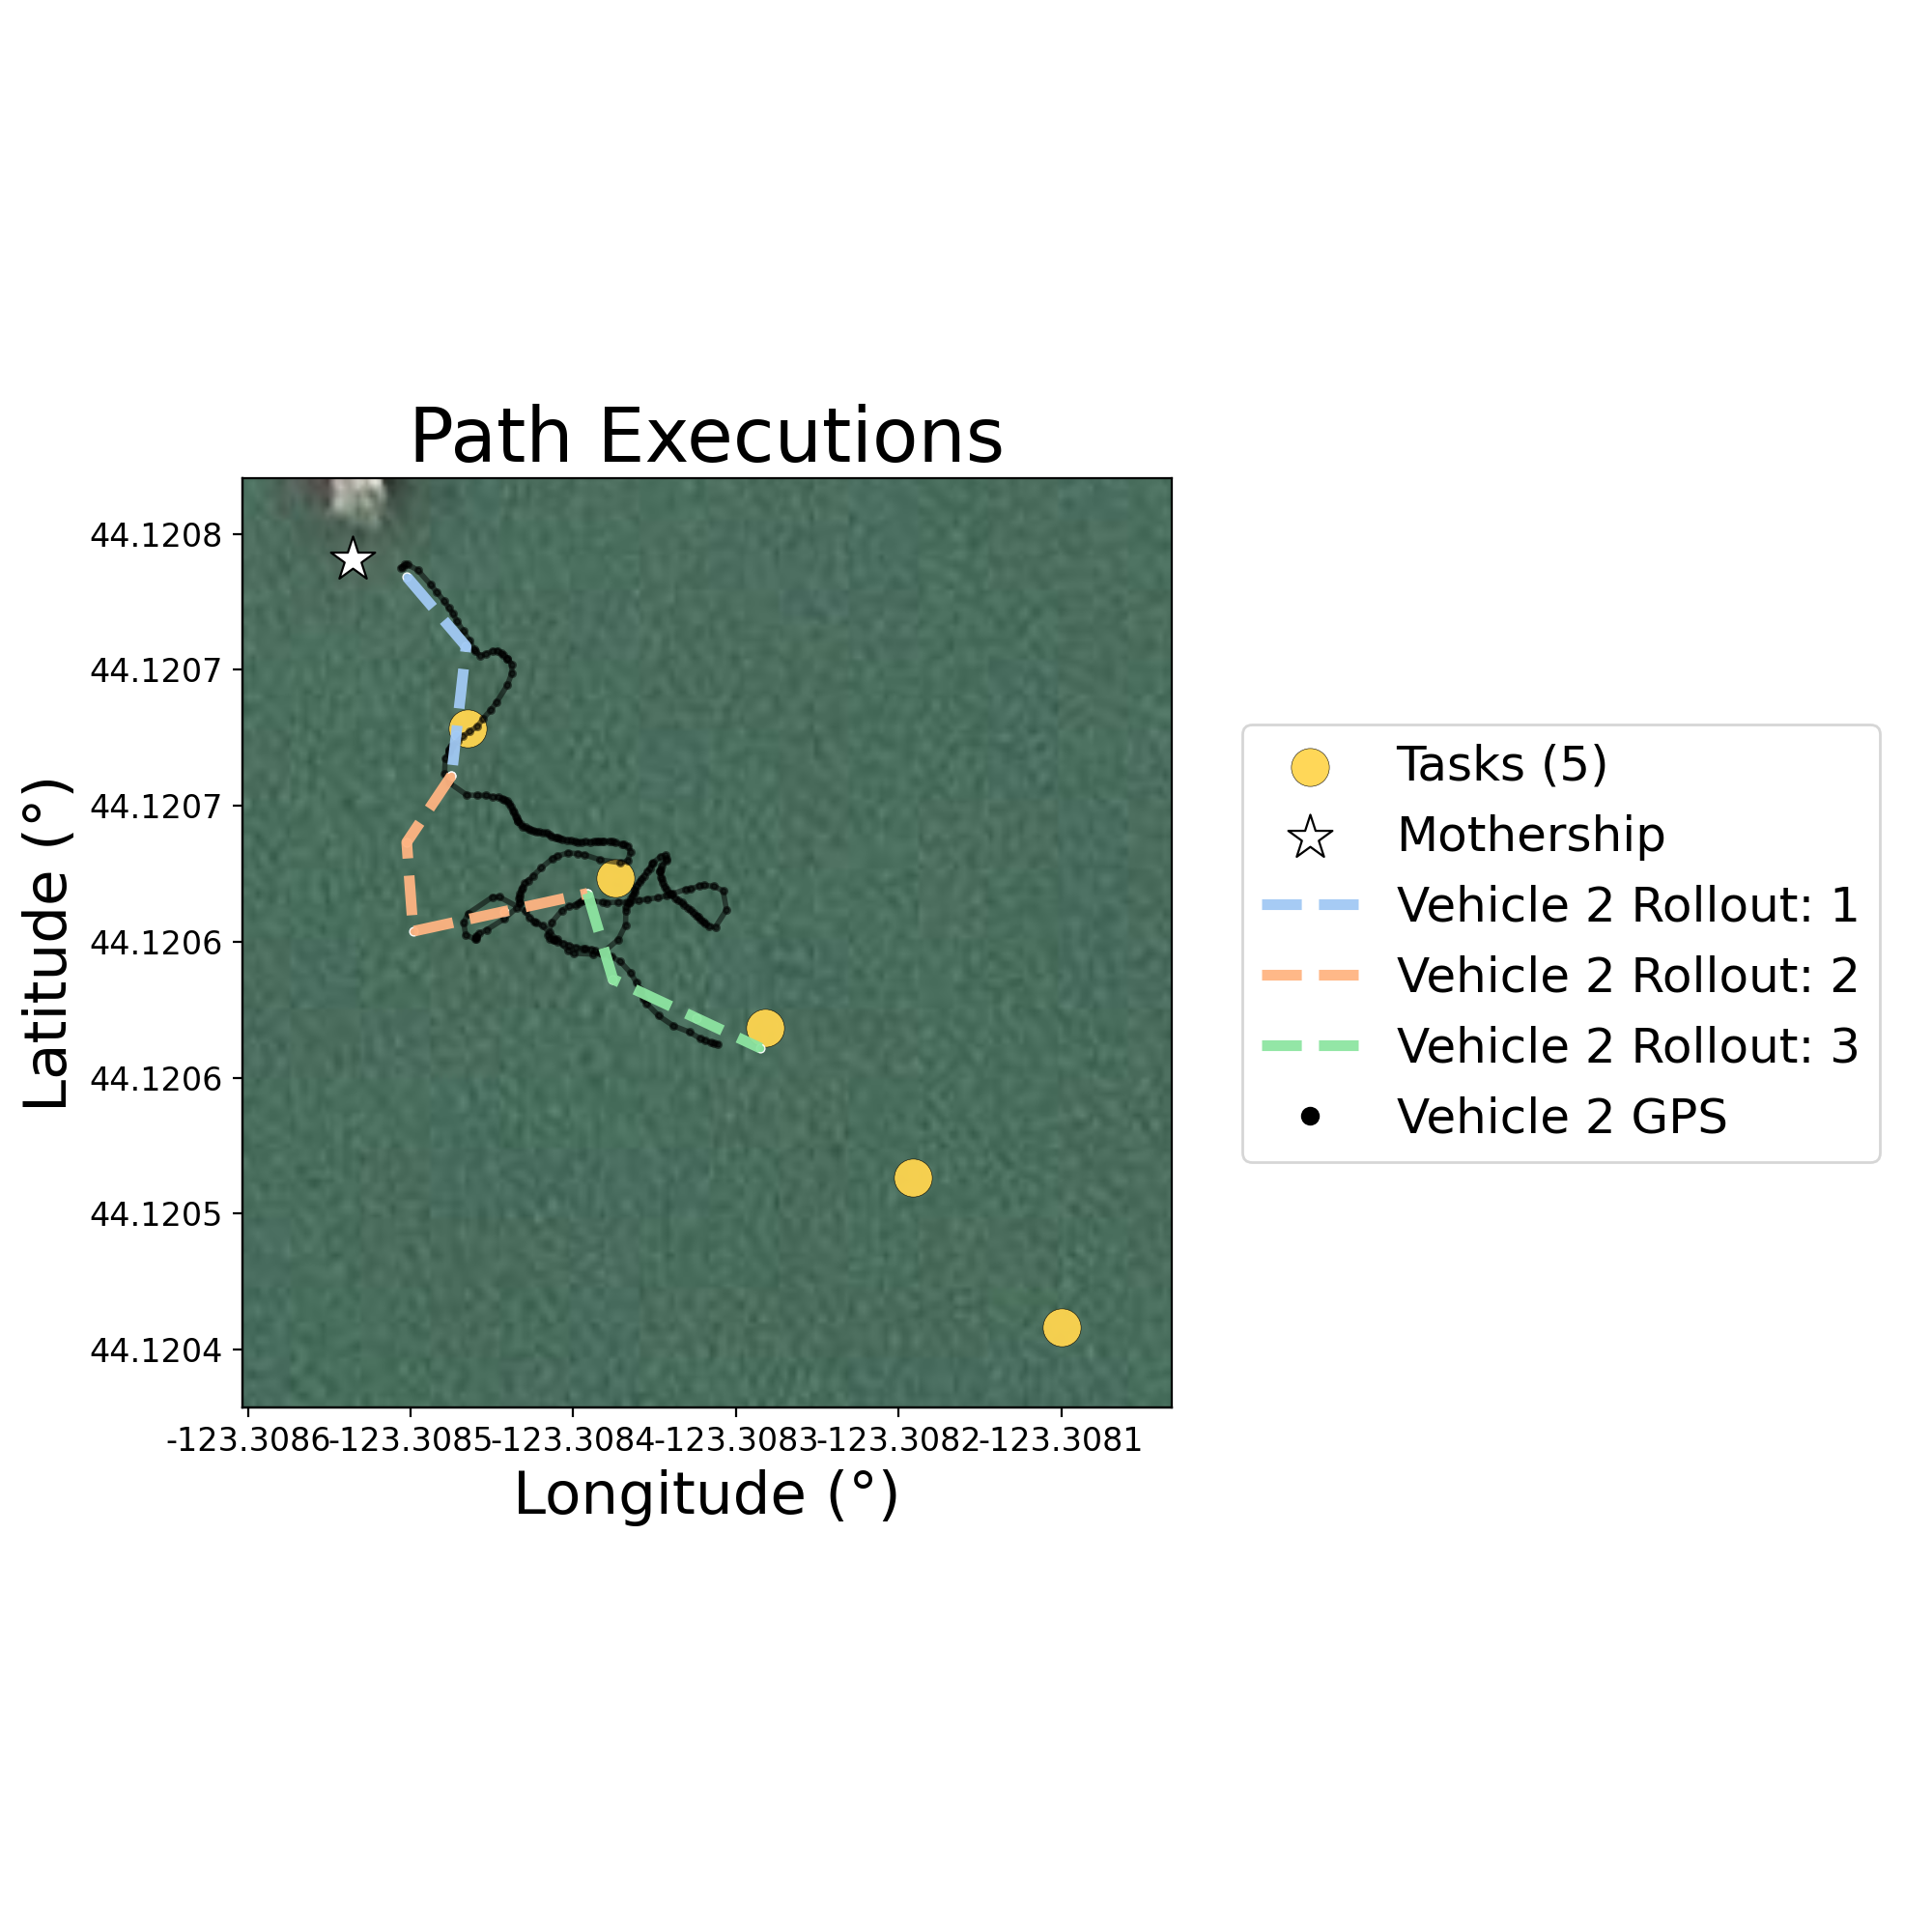 Path Executions
Latitude (°)
44.1208
44.1207
44.1207
44.1206
44.1206
44.1205
44.1204
-123.3086
-123.3085
-123.3084
-123.3083
-123.3082
-123.3081
Longitude (°)
Tasks (5)
Mothership
Vehicle 2 Rollout: 1
Vehicle 2 Rollout: 2
Vehicle 2 Rollout: 3
Vehicle 2 GPS